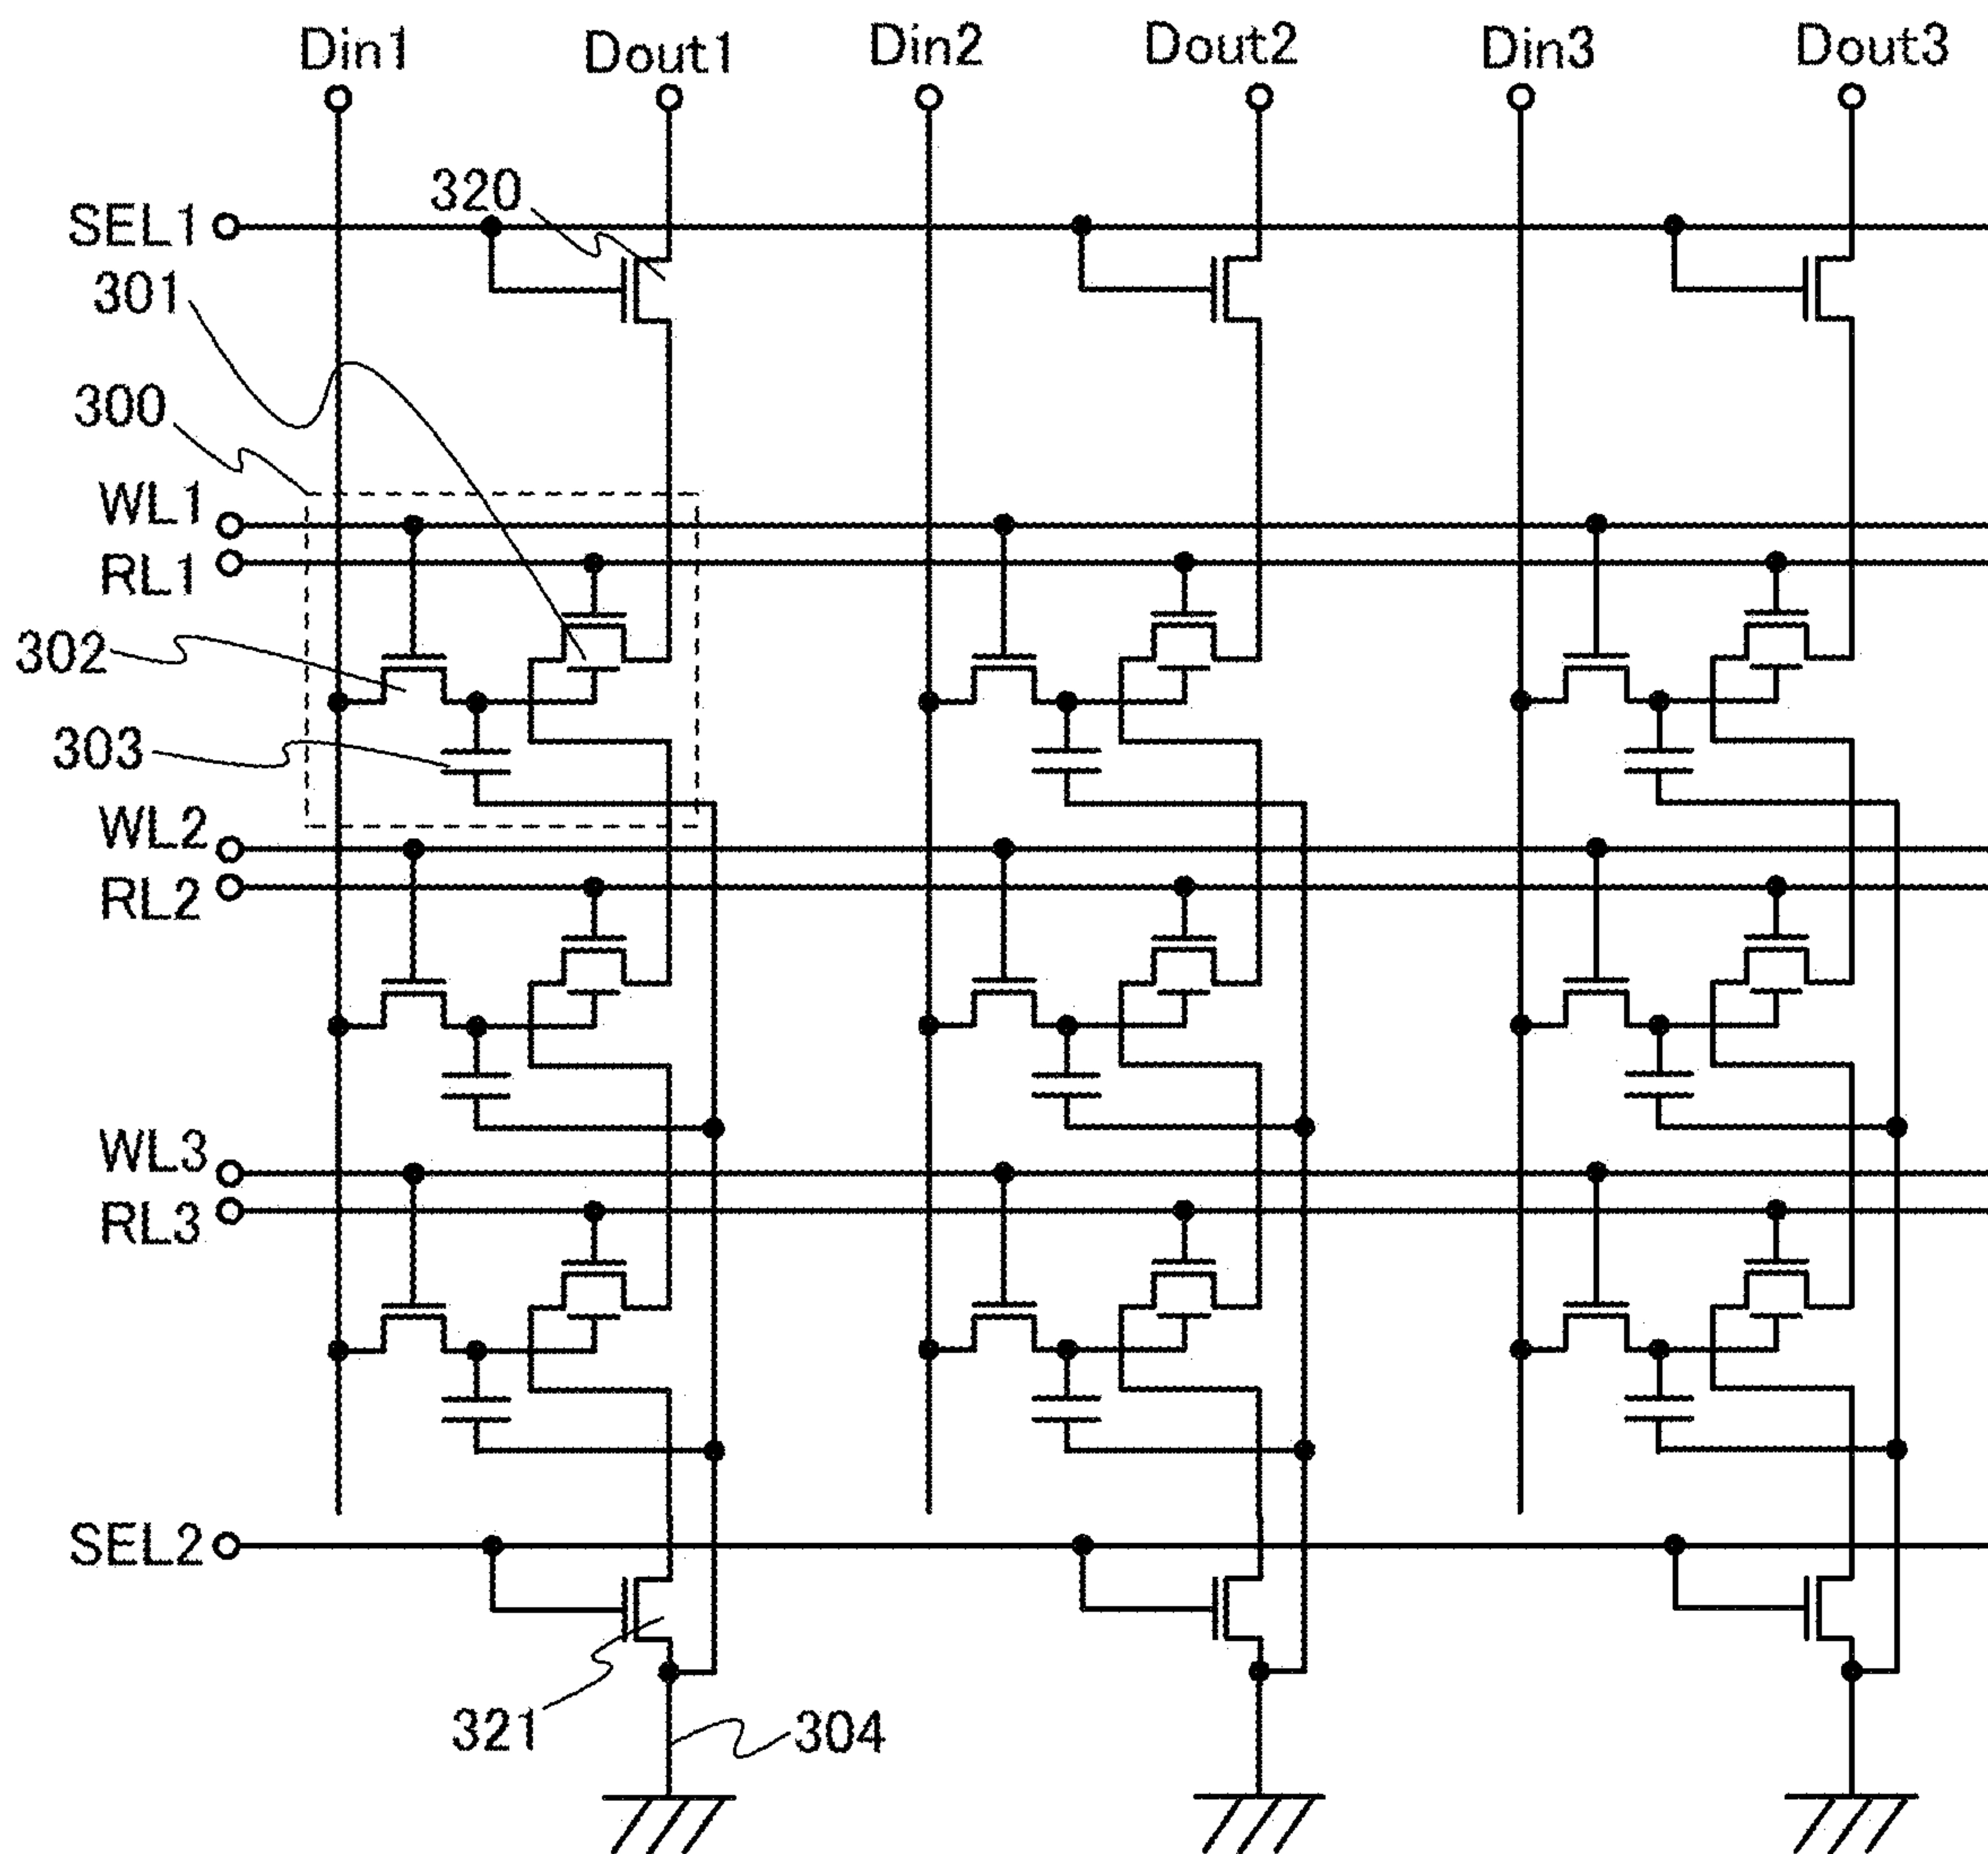 Din1 Dout1 Din2 Dout2 Din3 Dout3
320
SEL1
301
300
WL1
RL1
302
303
WL2
RL2
WL3
RL3
SEL2
321 304